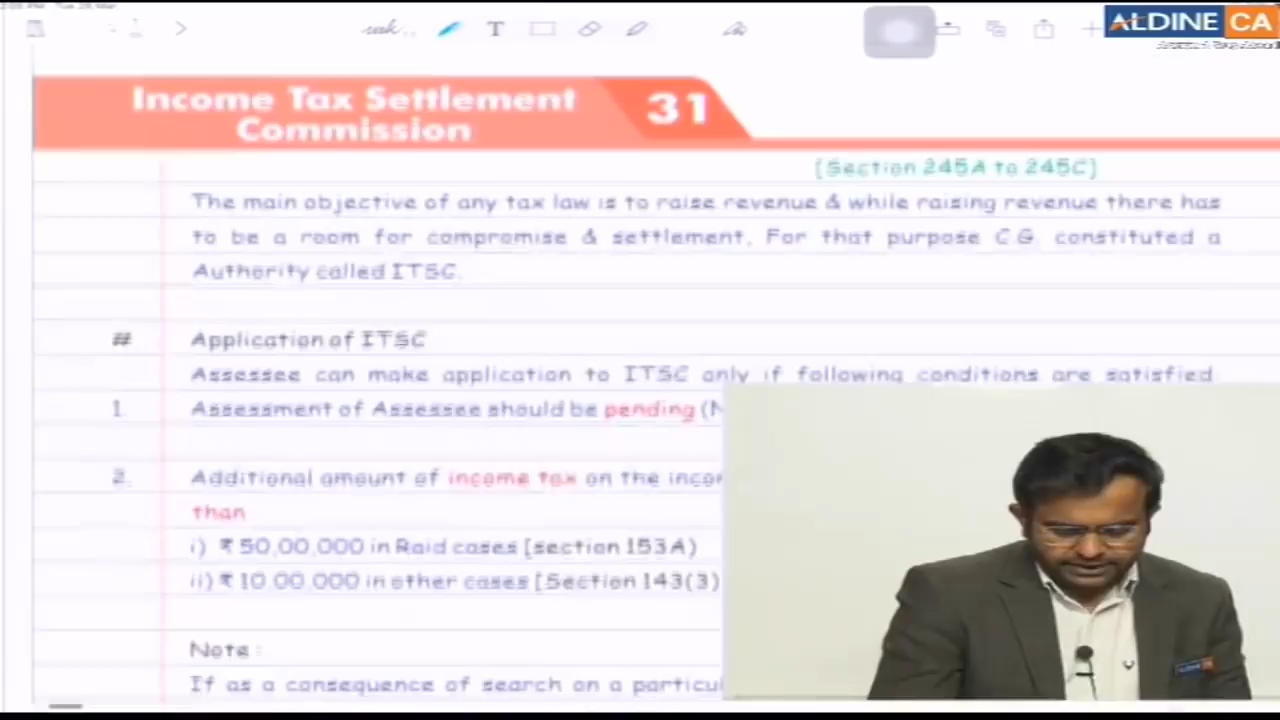 ALDINE CA
T
Income Tax Settlement
Commission
31
[Section 245A to 245C]
The main objective of any tax law is to raise revenue & while raising revenue there has
to be a room for compromise & settlement. For that purpose C.G. constituted a
Authority called ITSC.
# Application of ITSC
Assessee can make application to ITSC only if following conditions are satisfied.
1. Assessment of Assessee should be pending (N
2. Additional amount of income tax on the incor
than
i) ₹ 50,00,000 in Raid cases [section 153A)
ii) ₹ 10,00,000 in other cases [Section 143(3)
Note :
If as a consequence of search on a particul
ALDINE CA